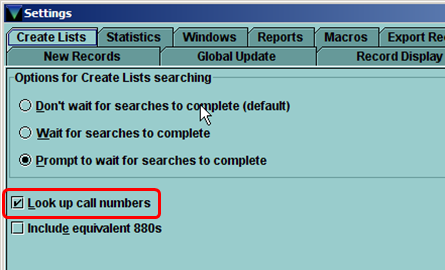 Settings
Create Lists Statistics Windows Reports Macros Export Re
New Records Global Update Record Display
Options for Create Lists searching
Don't wait for searches to complete (default)
Wait for searches to complete
Prompt to wait for searches to complete
Look up call numbers
Include equivalent 880s